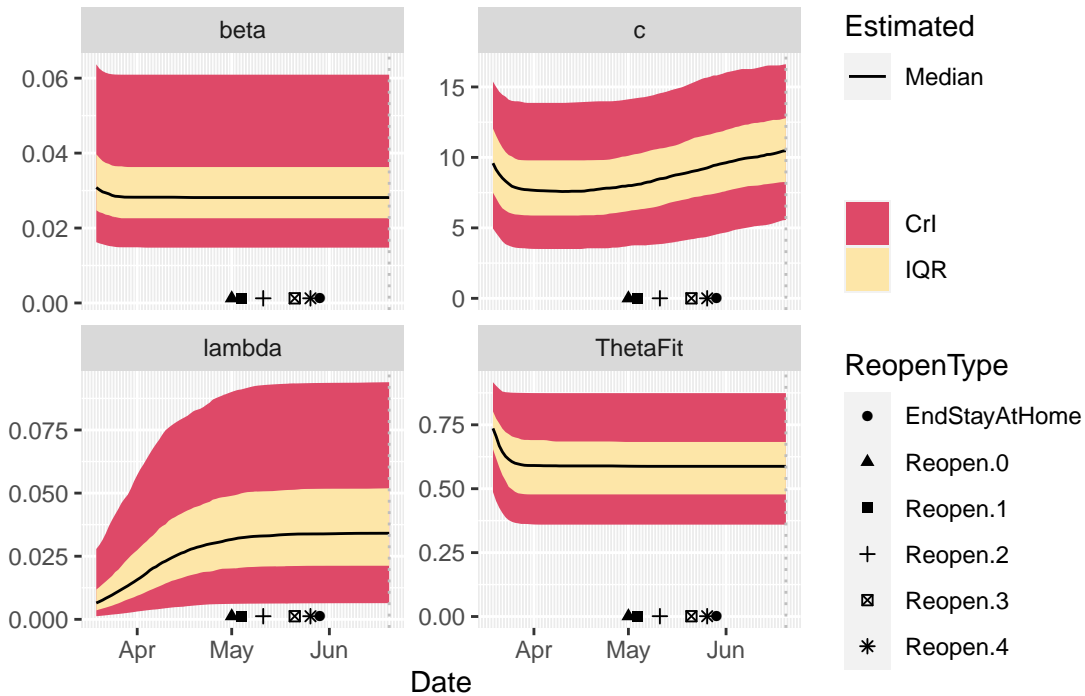 beta
c
0.06
0.04
0.02
0.00
15
10
5
0
lambda
ThetaFit
0.075
0.050
0.025
0.000
0.75
0.50
0.25
0.00
Apr May Jun
Apr May Jun
Date
Estimated
Median
CrI
IQR
ReopenType
EndStayAtHome
Reopen.0
Reopen.1
Reopen.2
Reopen.3
Reopen.4